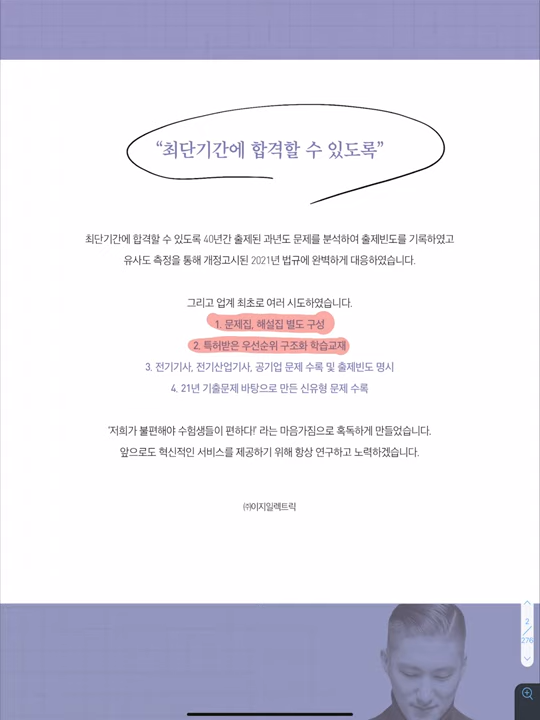 “최단기간에 합격할 수 있도록”
최단기간에 합격할 수 있도록 40년간 출제된 과년도 문제를 분석하여 출제빈도를 기록하였고
유사도 측정을 통해 개정고시된 2021년 법규에 완벽하게 대응하였습니다.
그리고 업계 최초로 여러 시도하였습니다.
1. 문제집, 해설집 별도 구성
2. 특허받은 우선순위 구조화 학습교재
3. 전기기사, 전기산업기사, 공기업 문제 수록 및 출제빈도 명시
4. 21년 기출문제 바탕으로 만든 신유형 문제 수록
'저희가 불편해야 수험생들이 편하다!' 라는 마음가짐으로 혹독하게 만들었습니다.
앞으로도 혁신적인 서비스를 제공하기 위해 항상 연구하고 노력하겠습니다.
㈜이지일렉트릭
2
276